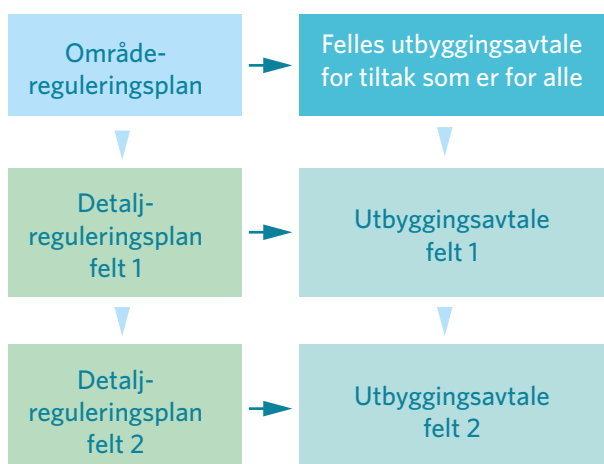 Område-
reguleringsplan
Felles utbyggingsavtale
for tiltak som er for alle
Detalj-
reguleringsplan
felt 1
Utbyggingsavtale
felt 1
Detalj-
reguleringsplan
felt 2
Utbyggingsavtale
felt 2